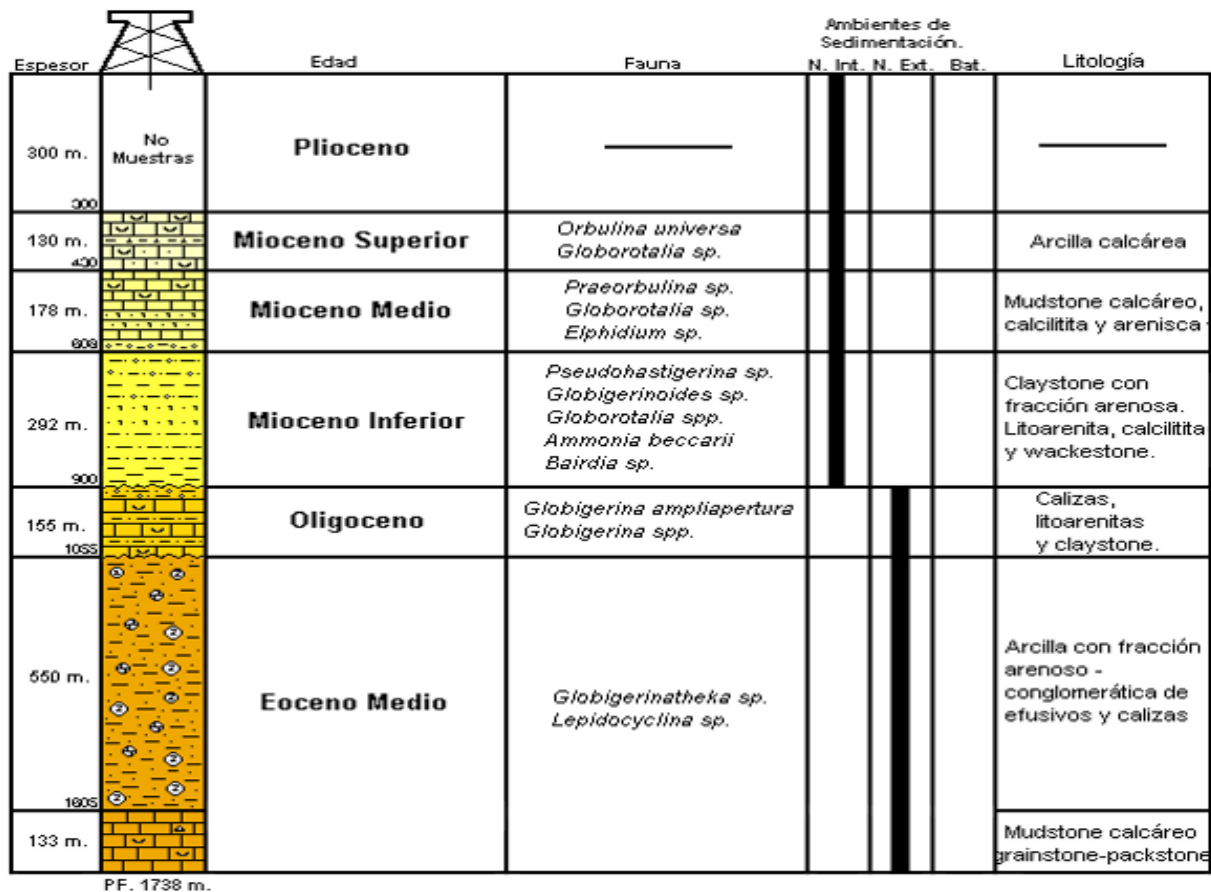 Ambientes de
Sedimentación.
Espesor Edad Fauna N. Int. N. Ext. Bat. Litología
300 m.
No
Muestras
Plioceno
300
130 m.
Mioceno Superior
Orbulina universa
Globorotalia sp.
Arcilla calcárea
430
178 m.
Mioceno Medio
Praeorbulina sp.
Globorotalia sp.
Elphidium sp.
Mudstone calcáreo,
calcilitita y arenisca
608
292 m.
Mioceno Inferior
Pseudohastigerina sp.
Globigerinoides sp.
Globorotalia spp.
Ammonia beccarii
Bairdia sp.
Claystone con
fracción arenosa.
Litoarenita, calcilitita
y wackestone.
900
155 m.
Oligoceno
Globigerina ampliapertura
Globigerina spp.
Calizas,
litoarenitas
y claystone.
1055
550 m.
Eoceno Medio
Globigerinatheka sp.
Lepidocyclina sp.
Arcilla con fracción
arenoso -
conglomerática de
efusivos y calizas
1605
133 m.
Mudstone calcáreo
grainstone-packstone
PF. 1738 m.